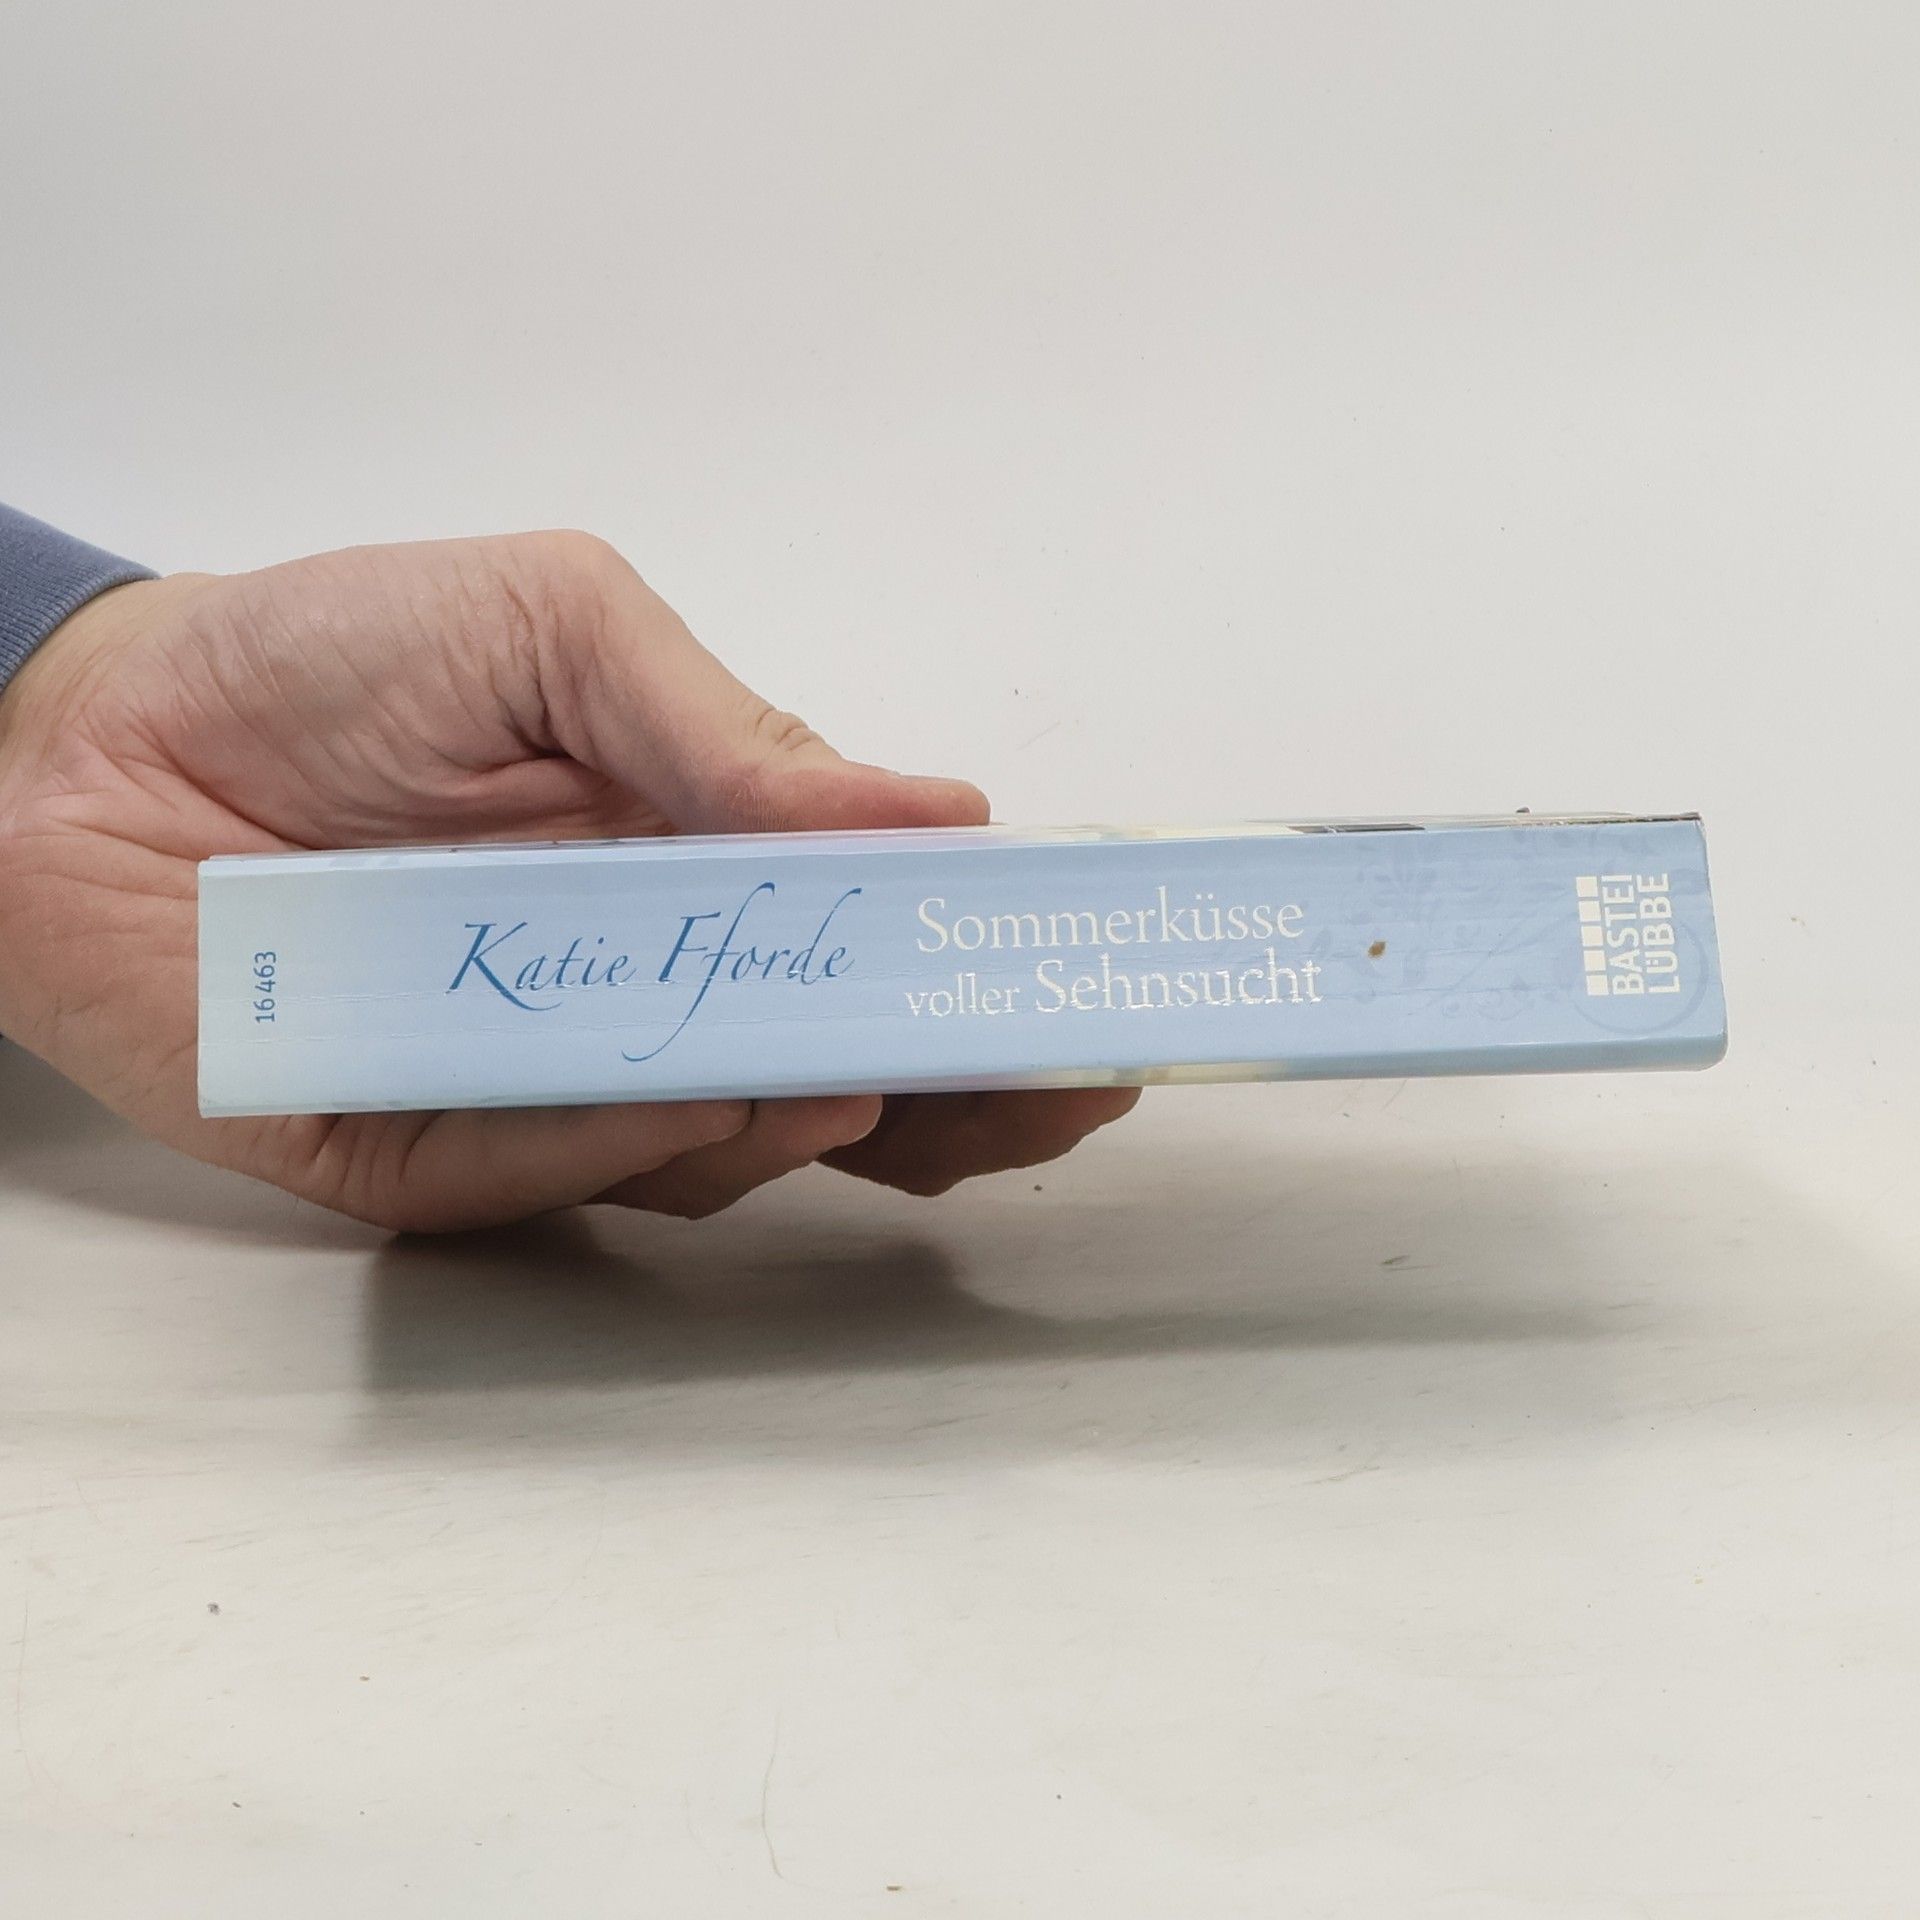 16 463
Katie Fforde
Sommerküsse
voller Sehnsucht
BASTEI
LÜBBE